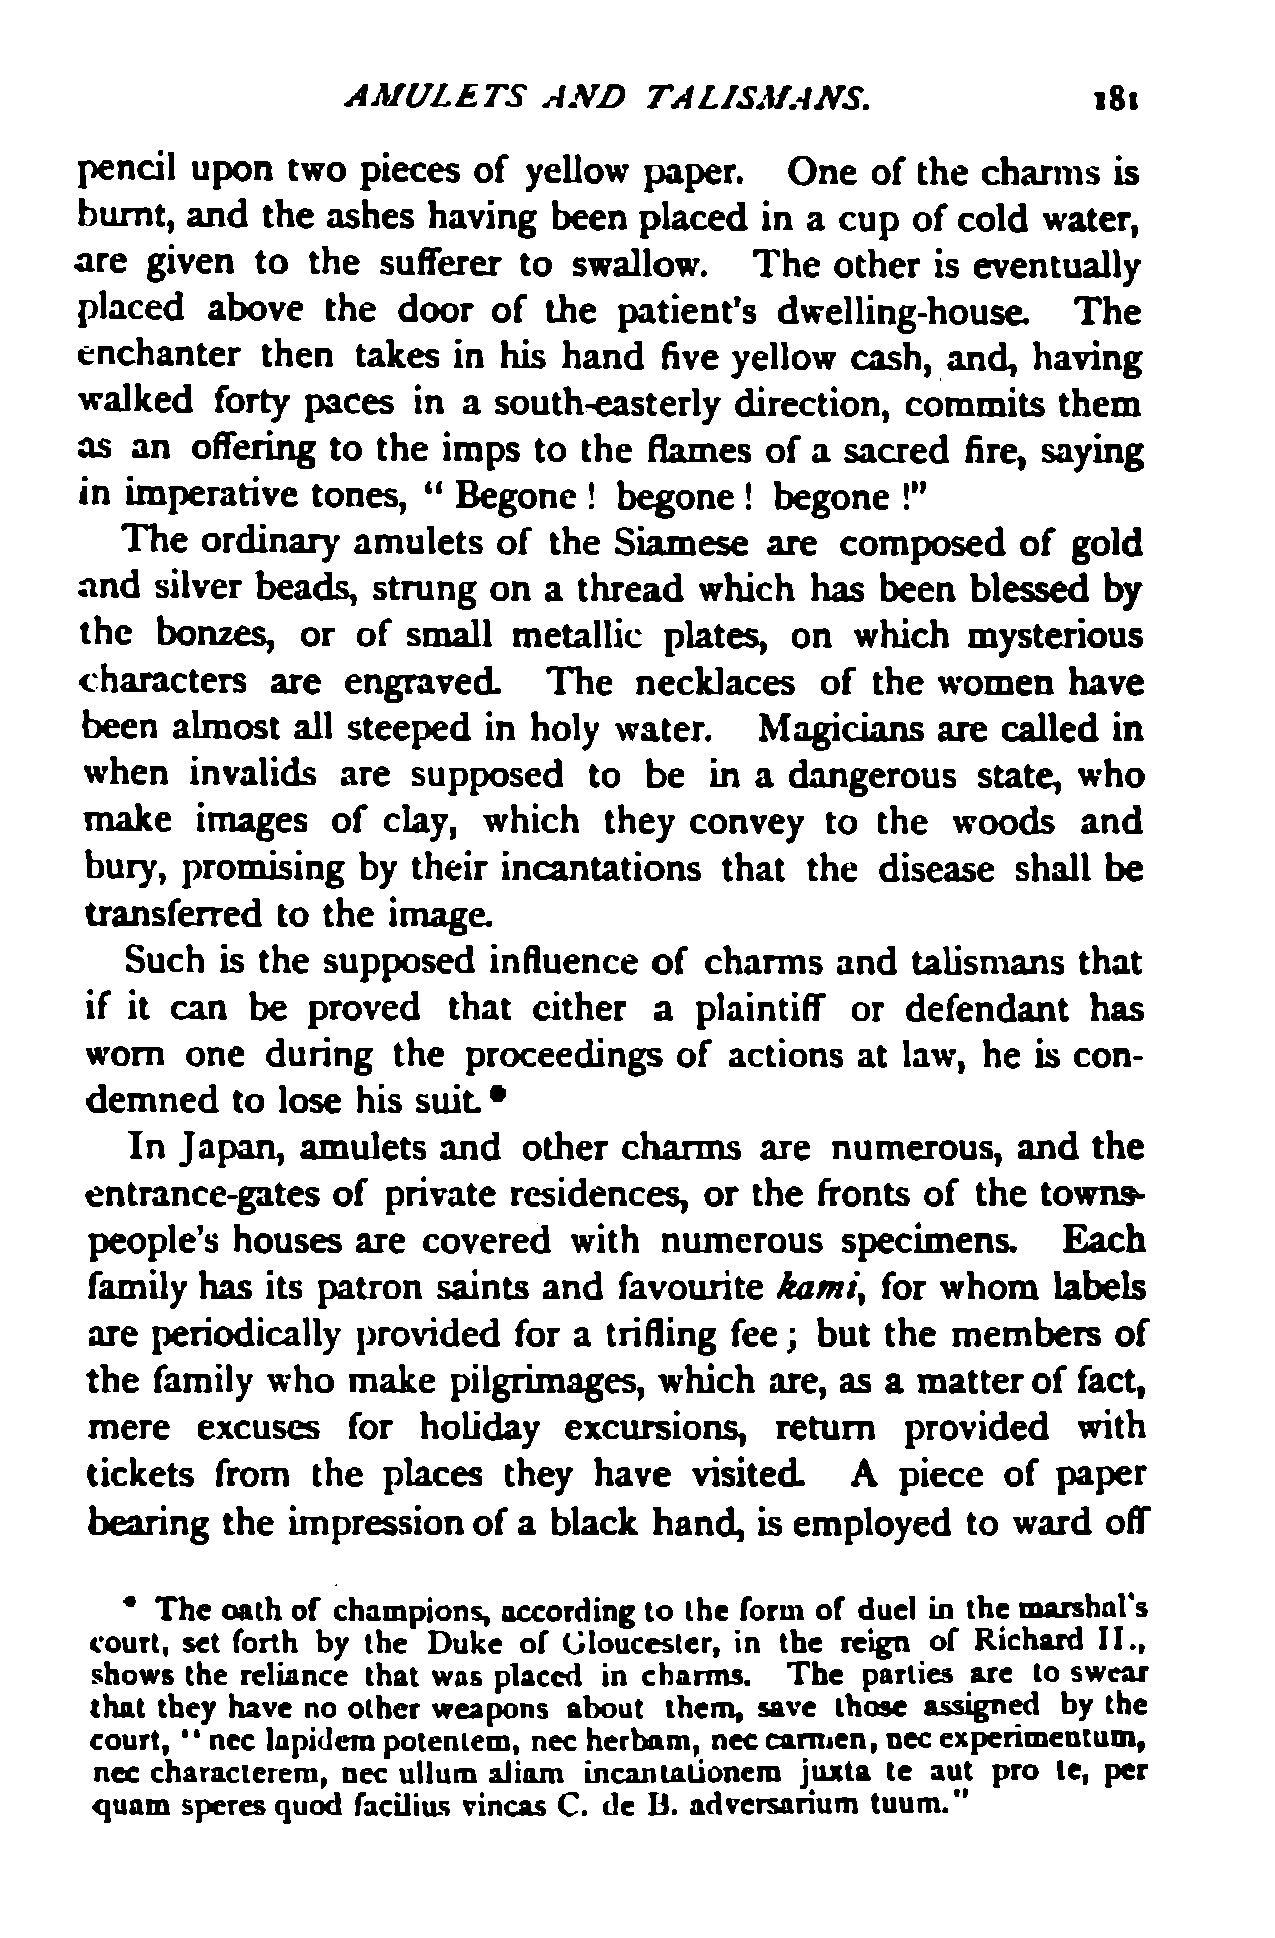 AMULETS AND TALISMANS. 181
pencil upon two pieces of yellow paper. One of the charms is
burnt, and the ashes having been placed in a cup of cold water,
are given to the sufferer to swallow. The other is eventually
placed above the door of the patient's dwelling-house. The
enchanter then takes in his hand five yellow cash, and, having
walked forty paces in a south-easterly direction, commits them
as an offering to the imps to the flames of a sacred fire, saying
in imperative tones, " Begone ! begone ! begone !"
The ordinary amulets of the Siamese are composed of gold
and silver beads, strung on a thread which has been blessed by
the bonzes, or of small metallic plates, on which mysterious
characters are engraved. The necklaces of the women have
been almost all steeped in holy water. Magicians are called in
when invalids are supposed to be in a dangerous state, who
make images of clay, which they convey to the woods and
bury, promising by their incantations that the disease shall be
transferred to the image.
Such is the supposed influence of charms and talismans that
if it can be proved that either a plaintiff or defendant has
worn one during the proceedings of actions at law, he is con-
demned to lose his suit.*
In Japan, amulets and other charms are numerous, and the
entrance-gates of private residences, or the fronts of the towns-
people's houses are covered with numerous specimens. Each
family has its patron saints and favourite kami, for whom labels
are periodically provided for a trifling fee ; but the members of
the family who make pilgrimages, which are, as a matter of fact,
mere excuses for holiday excursions, return provided with
tickets from the places they have visited. A piece of paper
bearing the impression of a black hand, is employed to ward off
* The oath of champions, according to the form of duel in the marshal's
court, set forth by the Duke of Gloucester, in the reign of Richard II.,
shows the reliance that was placed in charms. The parties are to swear
that they have no other weapons about them, save those assigned by the
court, " nec lapidem potentem, nec herbam, nec carmen, nec experimentum,
nec characterem, nec ullum aliam incantationem juxta te aut pro te, per
quam speres quod facilius vincas C. de B. adversarium tuum."